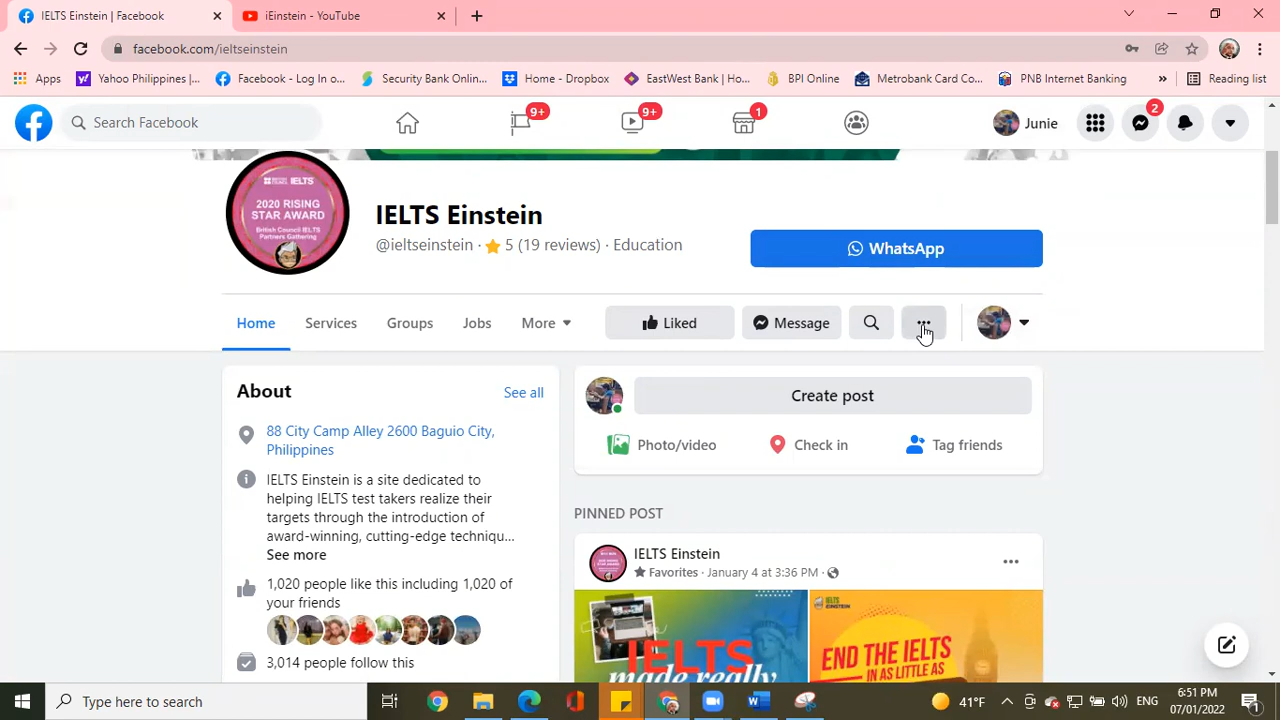 IELTS Einstein | Facebook
iEinstein - YouTube
facebook.com/ieltseinstein
Apps
Yahoo Philipines |...
Facebook - Log In o...
Security Bank Onlin...
Home - Dropbox
EastWest Bank | Ho...
BPI Online
Metrobank Card Co...
PNB Internet Banking
»
Reading list
Search Facebook
9+
9+
1
Junie
2
BRITISH COUNCIL IELTS
2020 RISING
STAR AWARD
British Council IELTS
Partners Gathering
IELTS Einstein
@ieltseinstein · 5 (19 reviews) · Education
WhatsApp
Home
Services
Groups
Jobs
More
Liked
Message
About
See all
88 City Camp Alley 2600 Baguio City,
Philippines
IELTS Einstein is a site dedicated to
helping IELTS test takers realize their
targets through the introduction of
award-winning, cutting-edge techniqu...
See more
1,020 people like this including 1,020 of
your friends
3,014 people follow this
Create post
Photo/video
Check in
Tag friends
PINNED POST
IELTS Einstein
Favorites · January 4 at 3:36 PM ·
IELTS
made really
IELTS
EINSTEIN
END THE IELTS
IN AS LITTLE AS
Type here to search
41°F
ENG
6:51 PM
07/01/2022
1